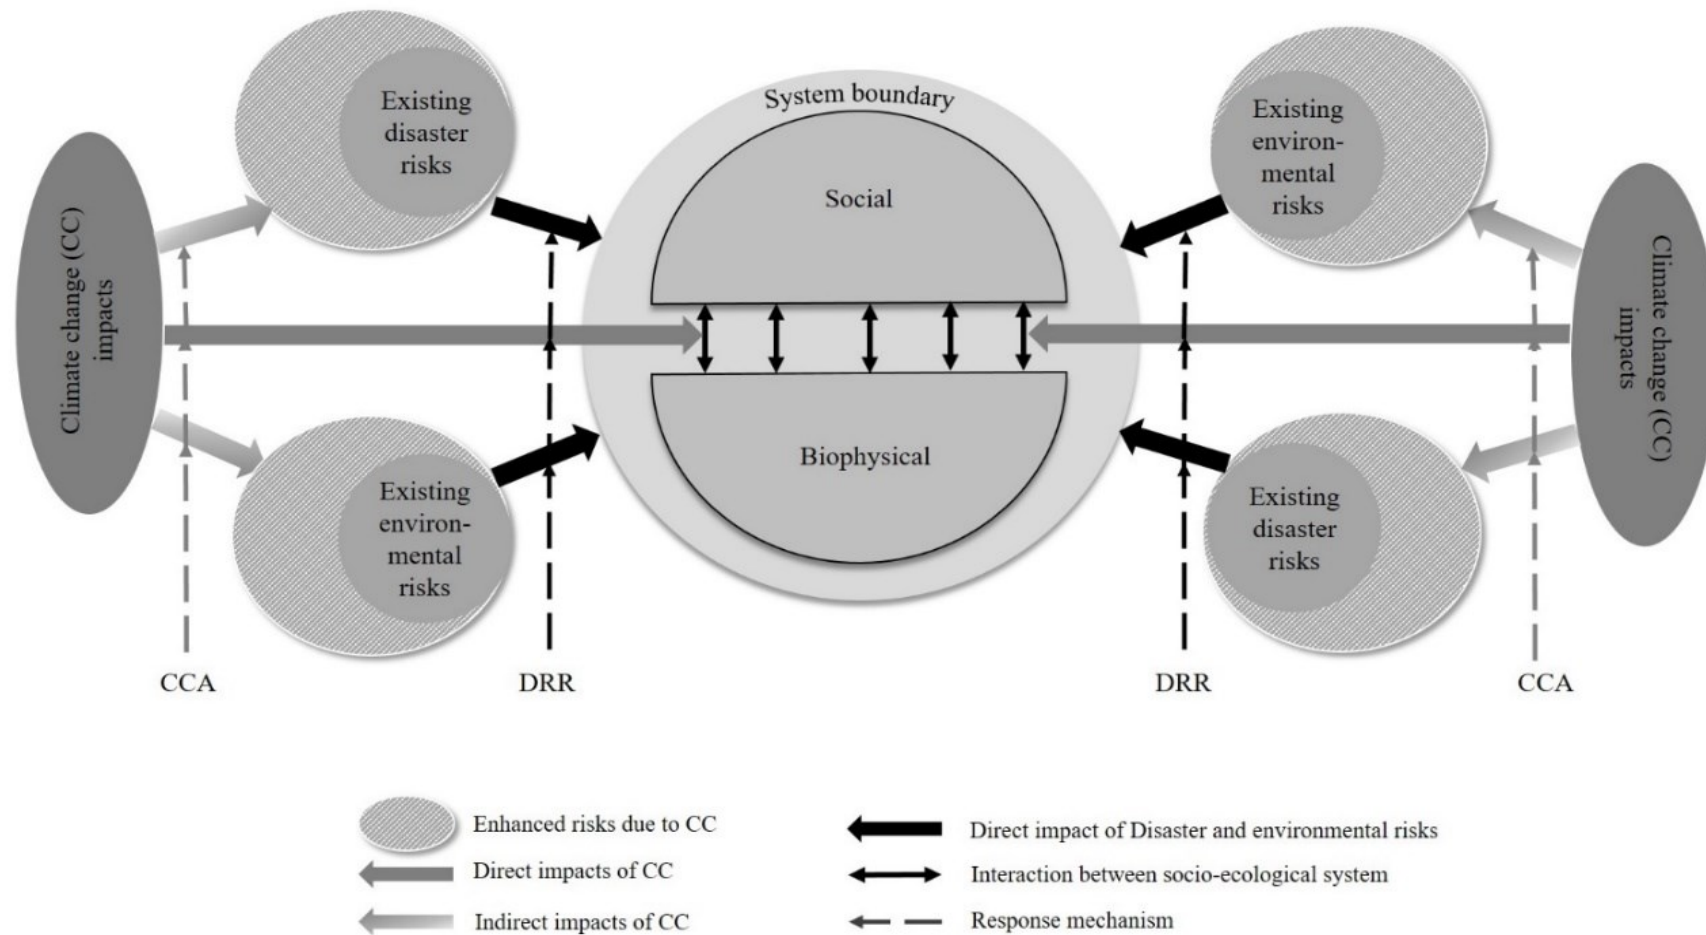 System boundary
Existing
disaster
risks
Existing
environ-
mental
risks
Social
Climate change (CC)
impacts
Climate change (CC)
impacts
Biophysical
Existing
environ-
mental
risks
Existing
disaster
risks
CCA
DRR
DRR
CCA
Enhanced risks due to CC
Direct impact of Disaster and environmental risks
Direct impacts of CC
Interaction between socio-ecological system
Indirect impacts of CC
Response mechanism